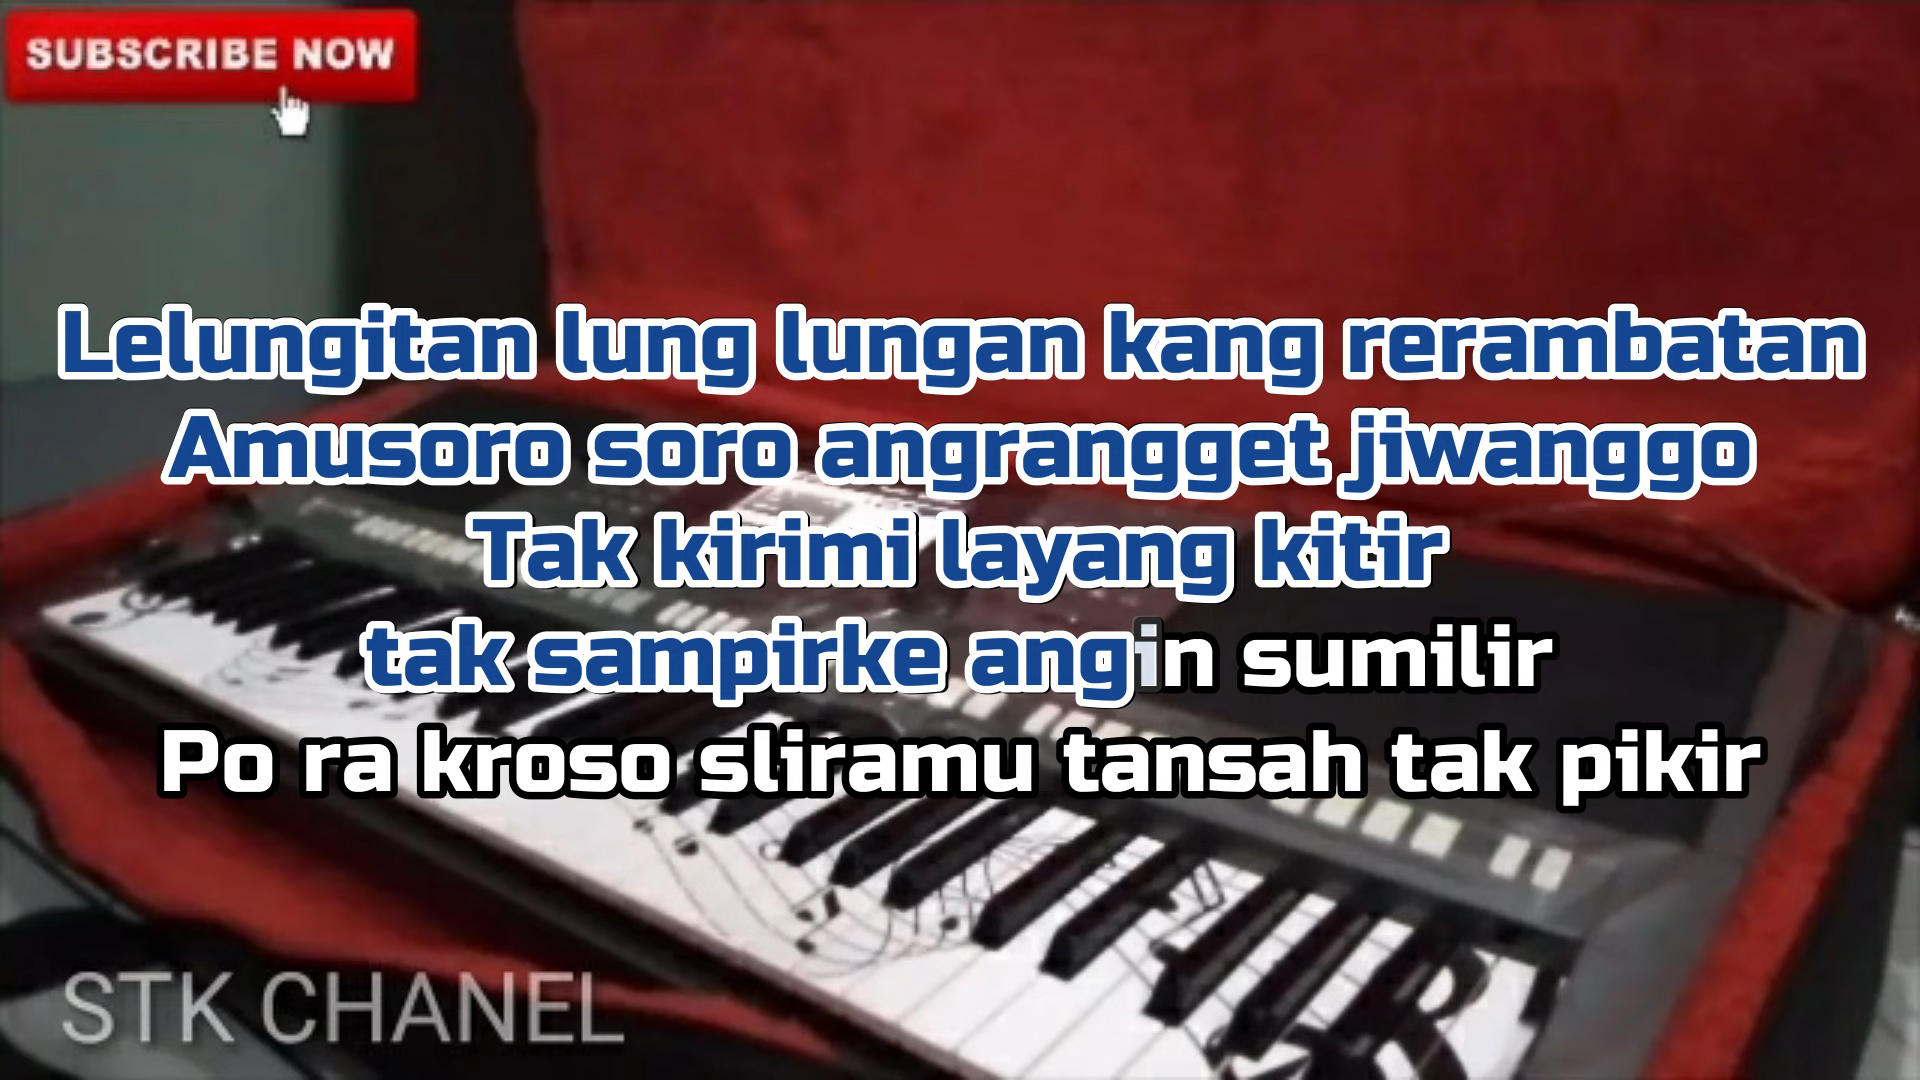 SUBSCRIBE NOW
Lelungitan lung lungan kang rerambatan
Amusoro soro angrangget jiwanggo
Tak kirimi layang kitir
tak sampirke angin sumilir
Po ra kroso sliramu tansah tak pikir
STK CHANEL